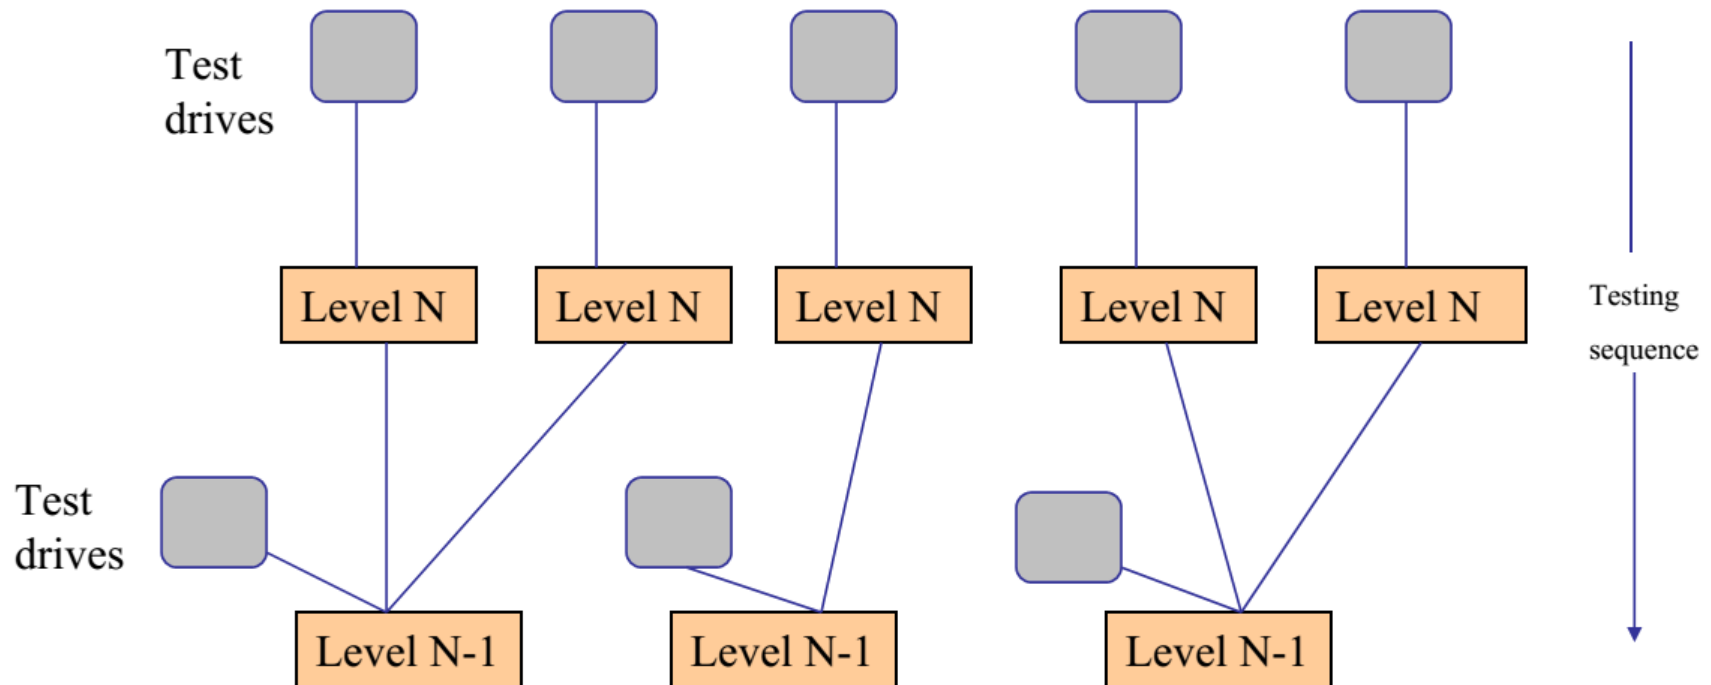 Test
drives
Level N
Level N
Level N
Level N
Level N
Testing
sequence
Test
drives
Level N-1
Level N-1
Level N-1